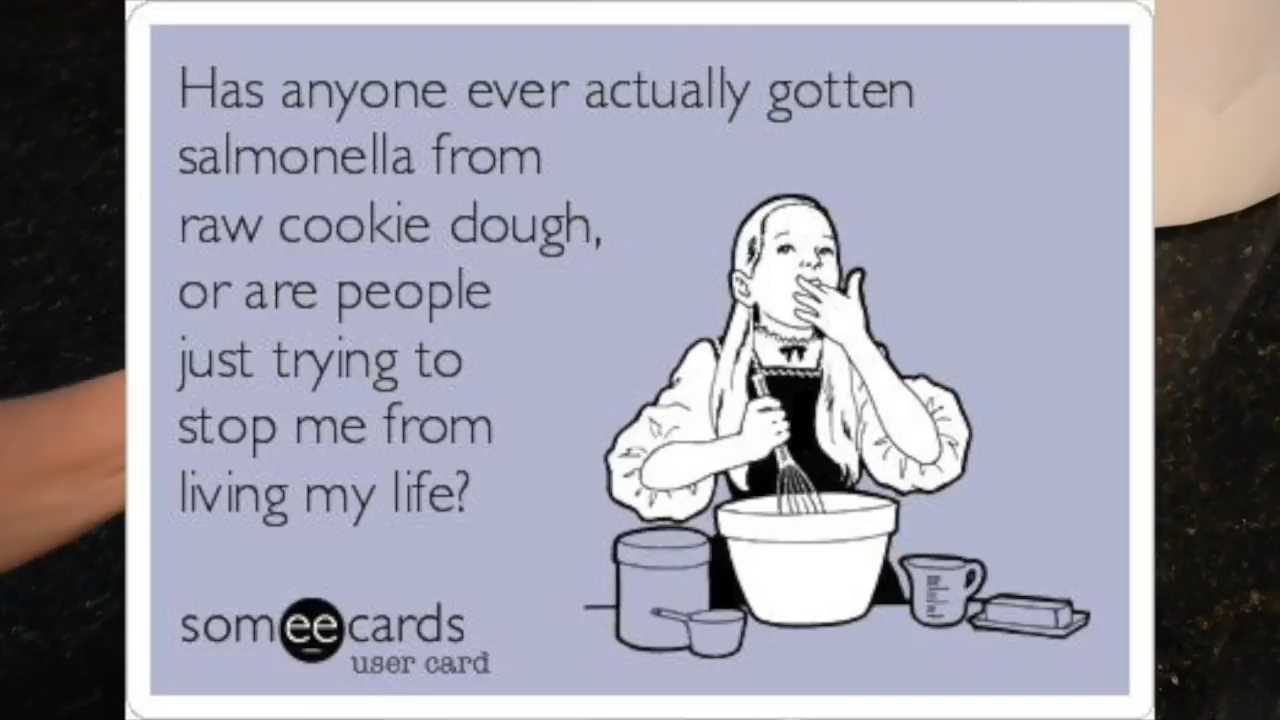 Has anyone ever actually gotten
salmonella from
raw cookie dough,
or are people
just trying to
stop me from
living my life?
someecards
user card